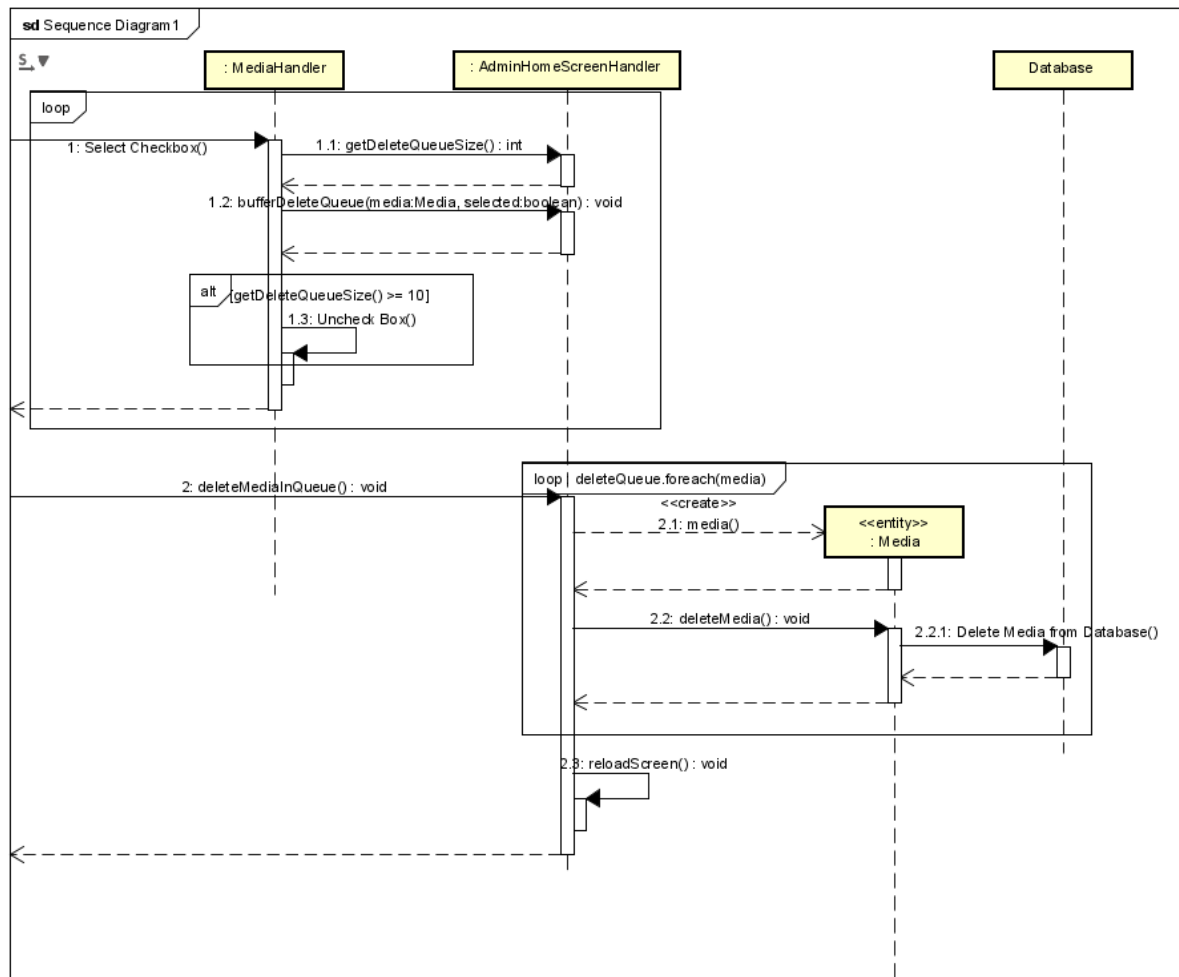 sd Sequence Diagram1
S
: MediaHandler
: AdminHomeScreenHandler
Database
loop
1: Select Checkbox()
1.1: getDeleteQueueSize() : int
1.2: bufferDeleteQueue(media:Media, selected:boolean) : void
alt
[getDeleteQueueSize() >= 10]
1.3: Uncheck Box()
loop deleteQueue.foreach(media)
2: deleteMediaInQueue() : void
<<create>>
2.1: media()
<<entity>>
: Media
2.2: deleteMedia() : void
2.2.1: Delete Media from Database()
2.3: reloadScreen() : void